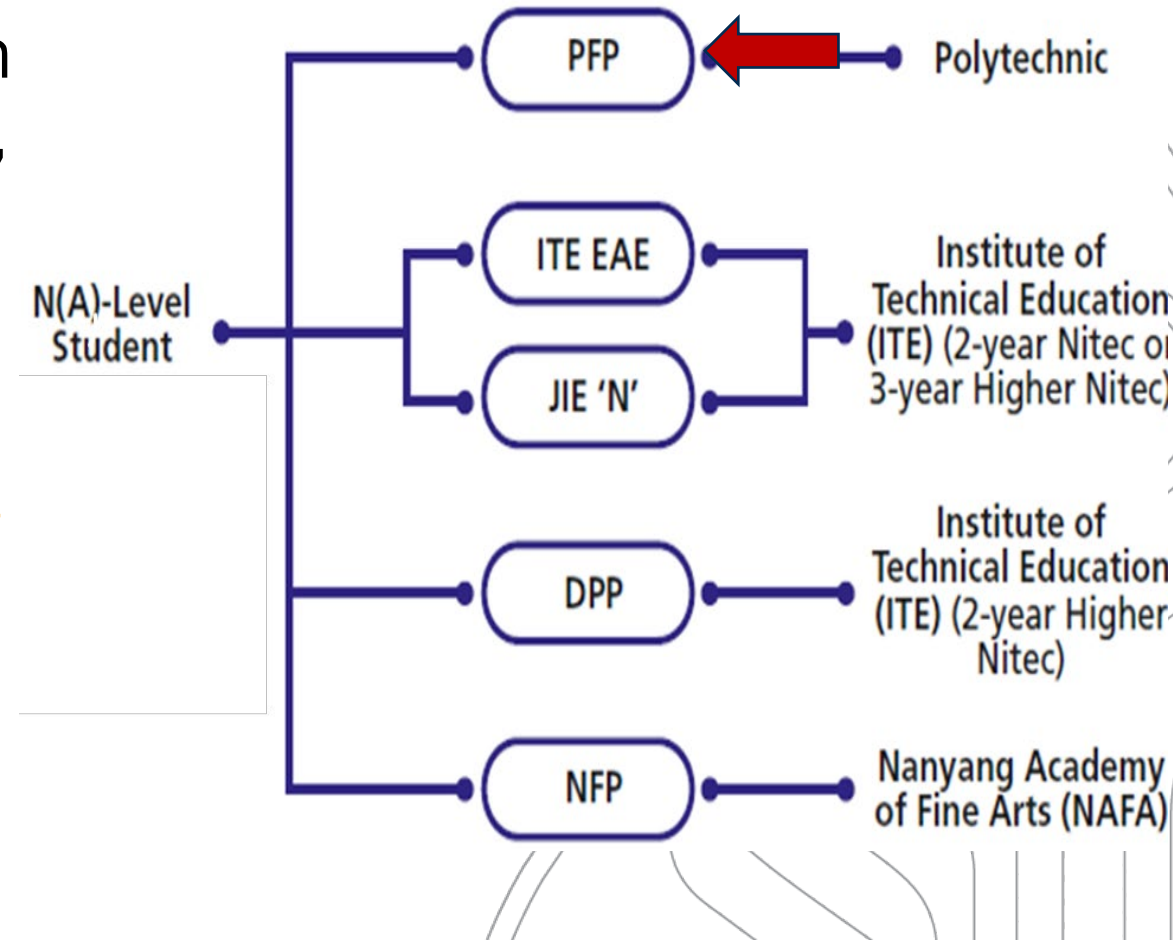 PFP
Polytechnic
N(A)-Level
Student
ITE EAE
JIE ‘N’
Institute of
Technical Education
(ITE) (2-year Nitec or
3-year Higher Nitec)
DPP
Institute of
Technical Education
(ITE) (2-year Higher
Nitec)
NFP
Nanyang Academy
of Fine Arts (NAFA)